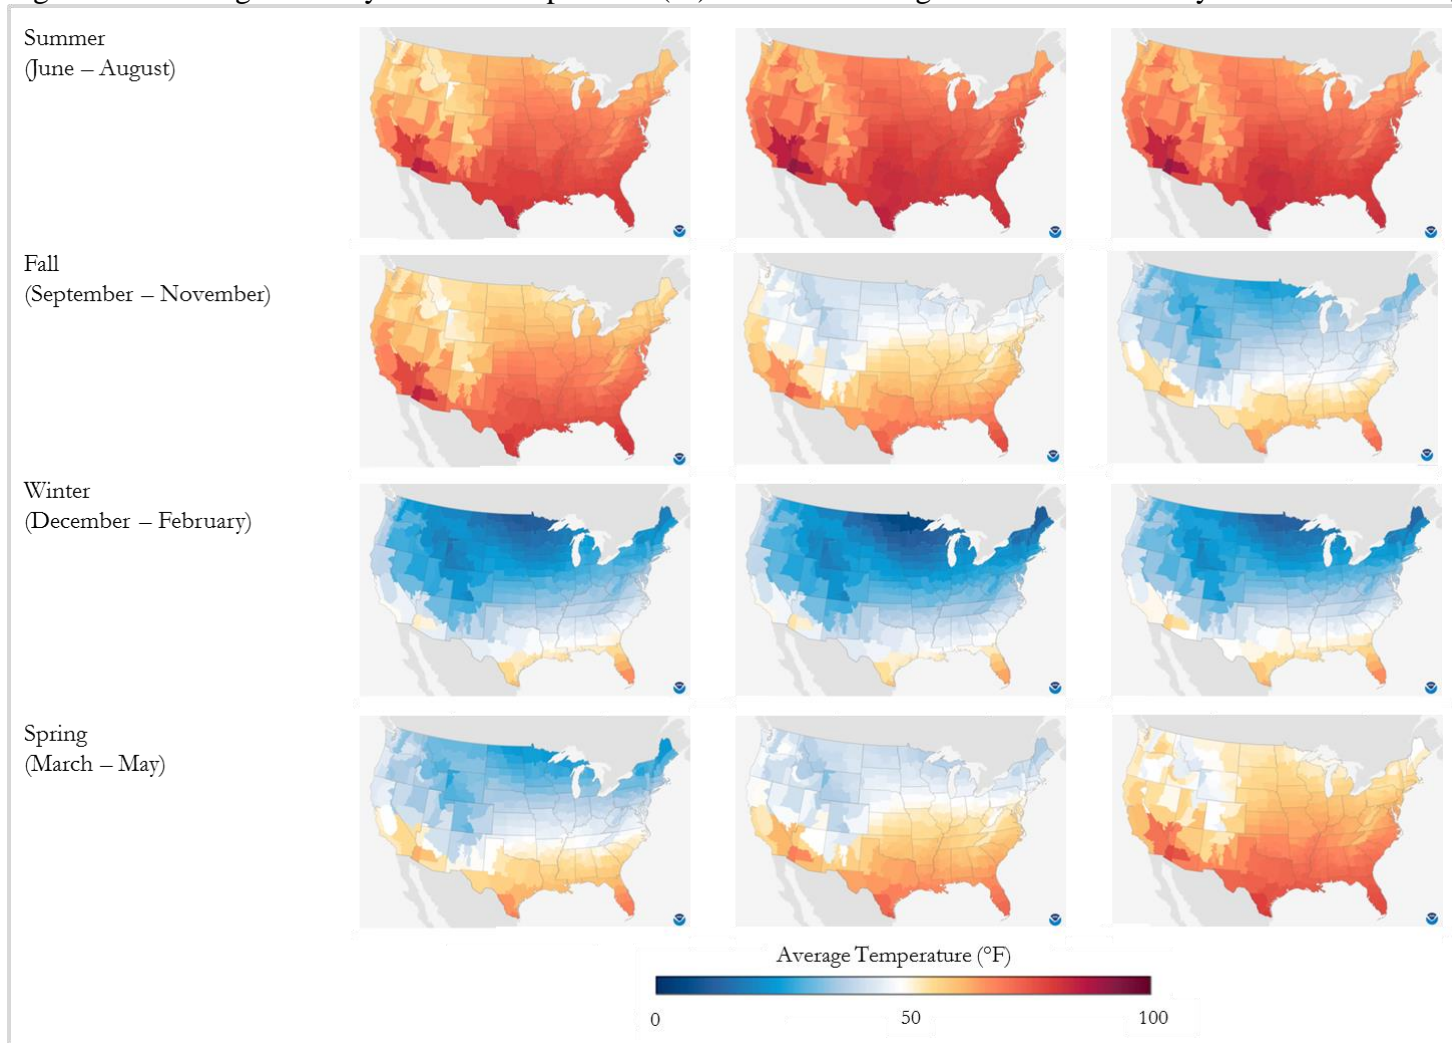 Summer
(June – August)
Fall
(September – November)
Winter
(December – February)
Spring
(March – May)
Average Temperature (°F)
0 50 100